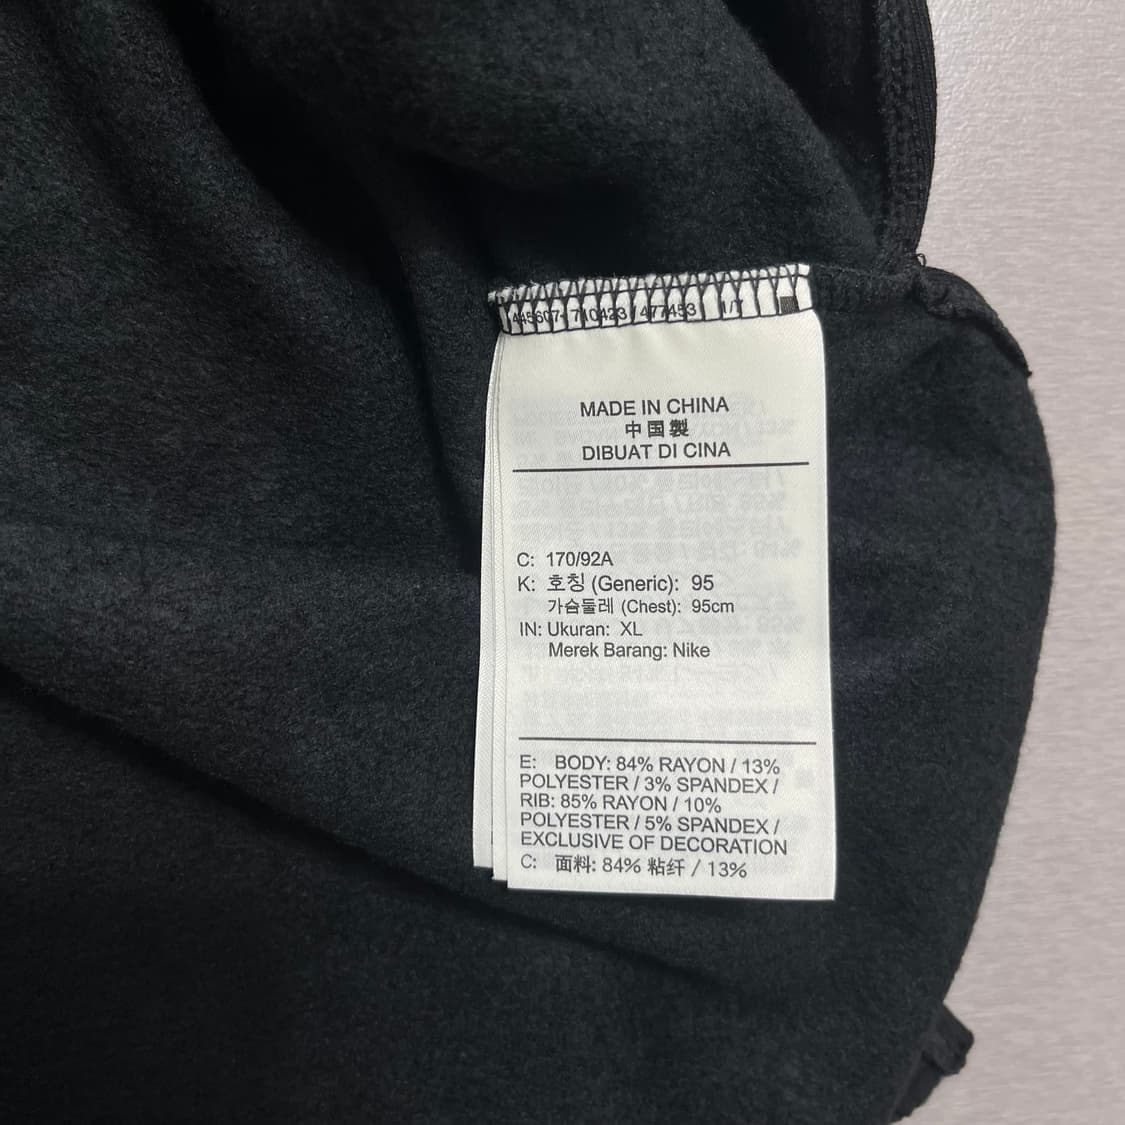 445607- 710423 / 477453 1/7
MADE IN CHINA
中国製
DIBUAT DI CINA
C: 170/92A
K: 호칭 (Generic): 95
가슴둘레 (Chest): 95cm
IN: Ukuran: XL
Merek Barang: Nike
E: BODY: 84% RAYON / 13%
POLYESTER / 3% SPANDEX /
RIB: 85% RAYON / 10%
POLYESTER / 5% SPANDEX /
EXCLUSIVE OF DECORATION
C: 面料: 84% 粘纤 / 13%